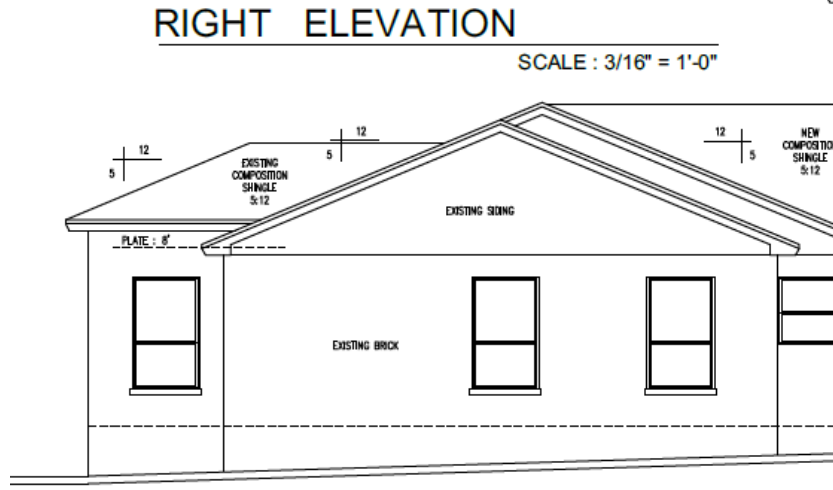 RIGHT ELEVATION
SCALE : 3/16" = 1'-0"
12
5
EXISTING
COMPOSITION
SHINGLE
5:12
12
5
12
5
NEW
COMPOSITIO
SHINGLE
5:12
EXISTING SIDING
PLATE : 8'
EXISTING BRICK